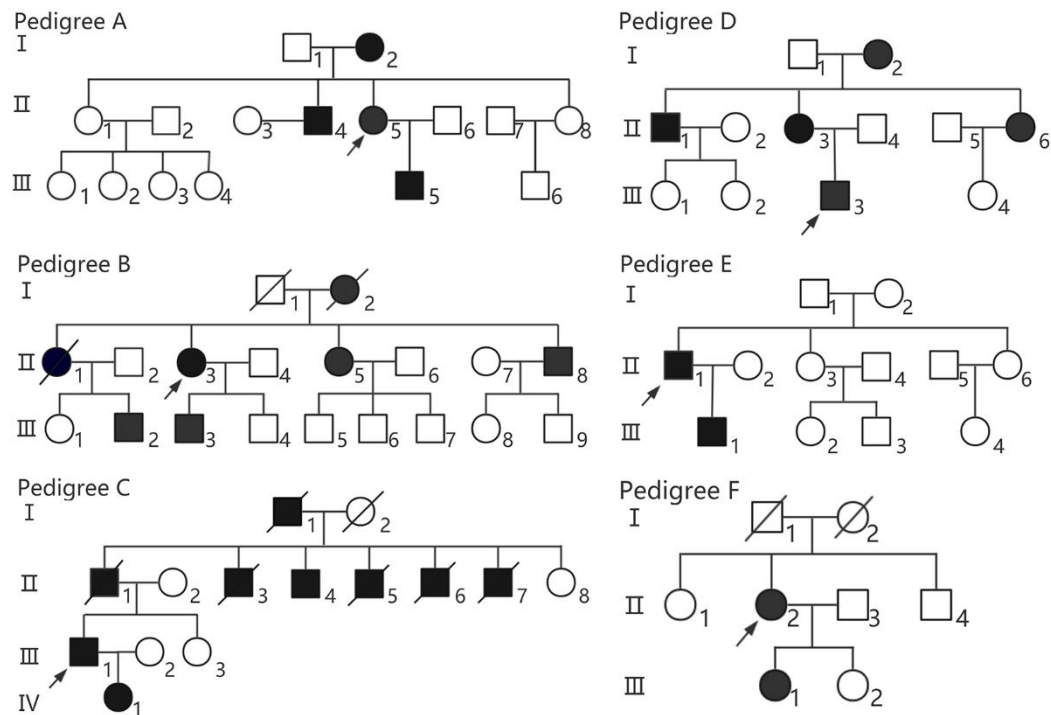 Pedigree A
I
1 2
II
1 2 3 4 5 6 7 8
III
1 2 3 4 5 6
Pedigree B
I
1 2
II
1 2 3 4 5 6 7 8
III
1 2 3 4 5 6 7 8 9
Pedigree C
I
1 2
II
1 2 3 4 5 6 7 8
III
1 2 3
IV
1
Pedigree D
I
1 2
II
1 2 3 4 5 6
III
1 2 3 4
Pedigree E
I
1 2
II
1 2 3 4 5 6
III
1 2 3 4
Pedigree F
I
1 2
II
1 2 3 4
III
1 2